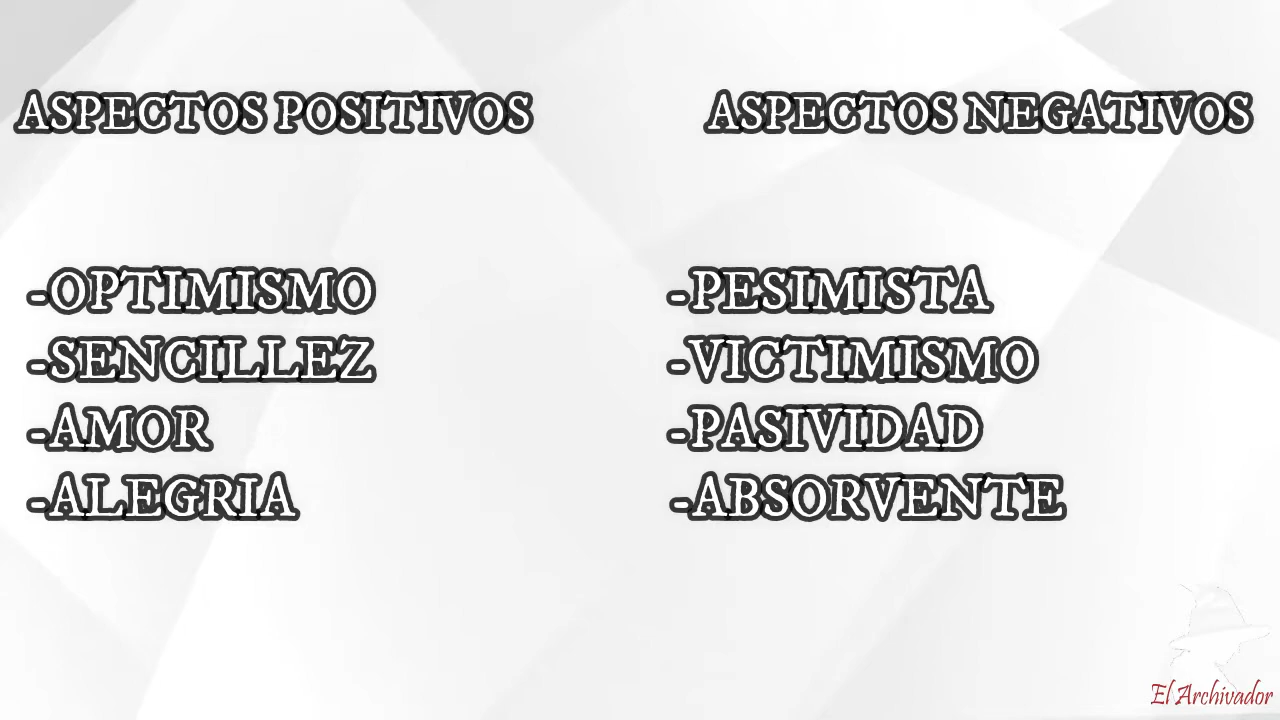 ASPECTOS POSITIVOS
-OPTIMISMO
-SENCILLEZ
-AMOR
-ALEGRIA
ASPECTOS NEGATIVOS
-PESIMISTA
-VICTIMISMO
-PASIVIDAD
-ABSORVENTE
El Archivador